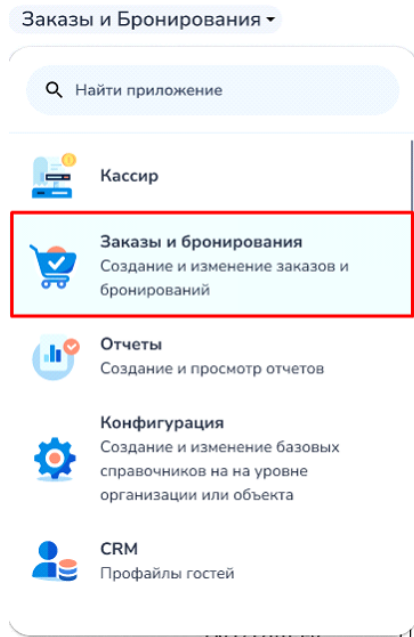 Заказы и Бронирования
Найти приложение
Кассир
Заказы и бронирования
Создание и изменение заказов и
бронирований
Отчеты
Создание и просмотр отчетов
Конфигурация
Создание и изменение базовых
справочников на на уровне
организации или объекта
CRM
Профайлы гостей